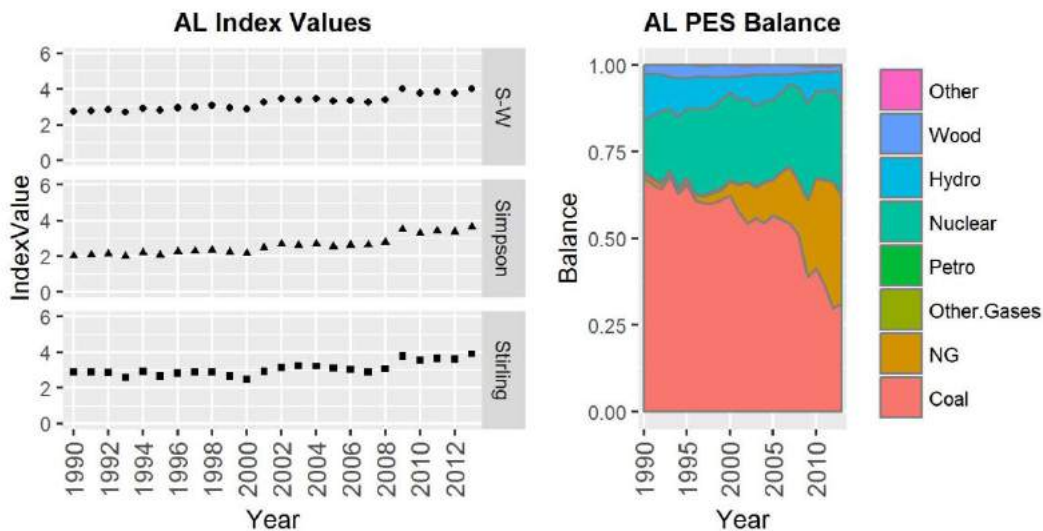 AL Index Values
IndexValue
6
4
2
0
S-W
6
4
2
0
Simpson
6
4
2
0
Stirling
1990
1992
1994
1996
1998
2000
2002
2004
2006
2008
2010
2012
Year
AL PES Balance
Balance
1.00
0.75
0.50
0.25
0.00
1990
1995
2000
2005
2010
Year
Other
Wood
Hydro
Nuclear
Petro
Other.Gases
NG
Coal